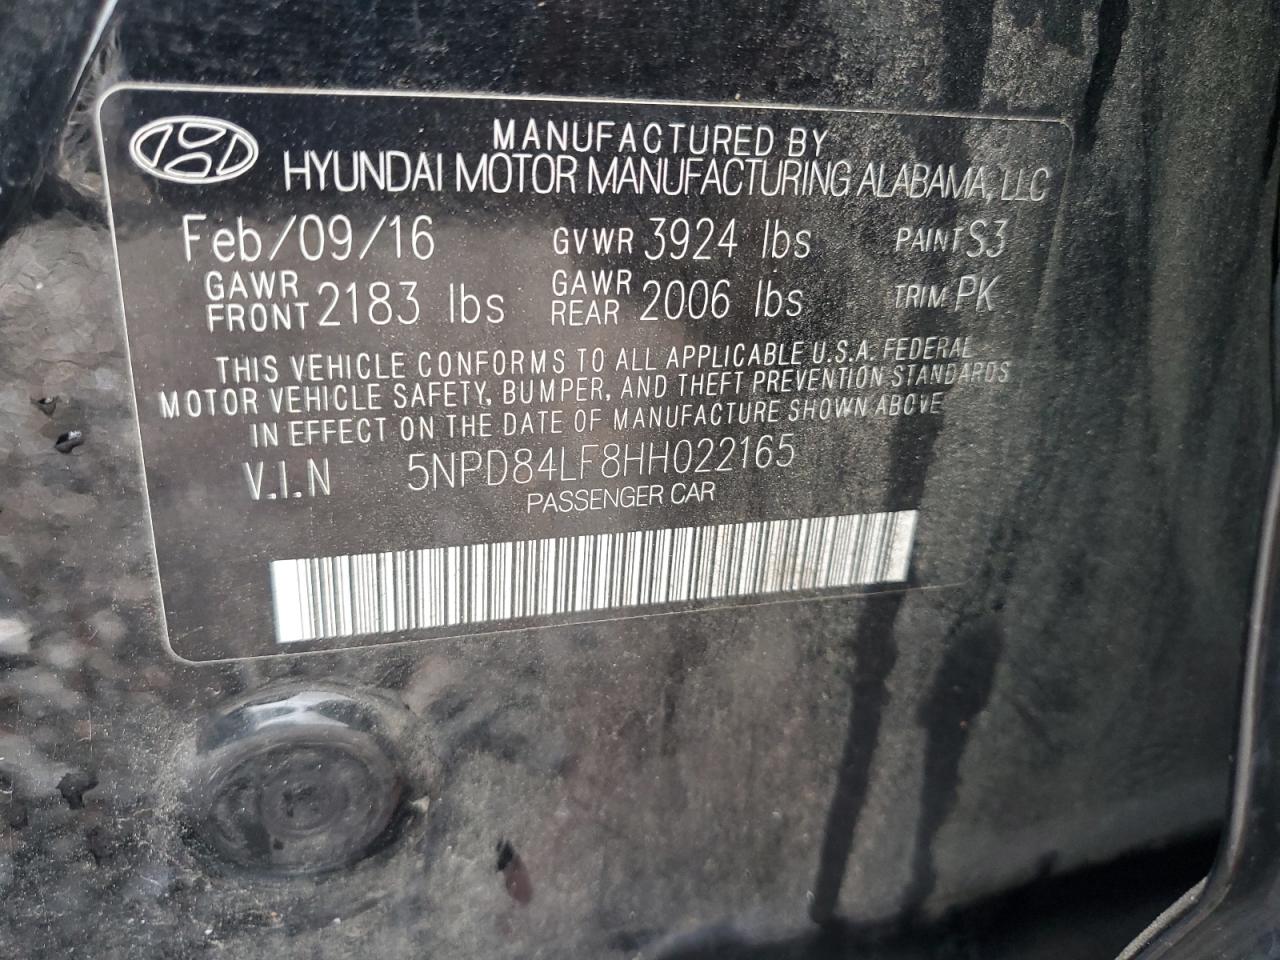 MANUFACTURED BY
HYUNDAI MOTOR MANUFACTURING ALABAMA, LLC
Feb/09/16 GVWR 3924 lbs PAINT S3
GAWR FRONT 2183 lbs GAWR REAR 2006 lbs TRIM PK
THIS VEHICLE CONFORMS TO ALL APPLICABLE U.S.A. FEDERAL
MOTOR VEHICLE SAFETY, BUMPER, AND THEFT PREVENTION STANDARDS
IN EFFECT ON THE DATE OF MANUFACTURE SHOWN ABOVE
V.I.N 5NPD84LF8HH022165
PASSENGER CAR